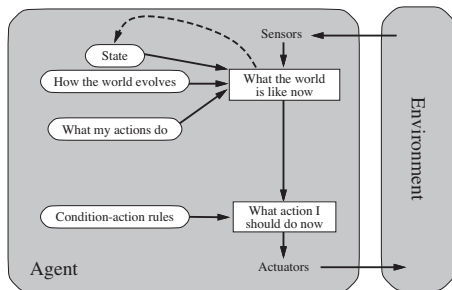 Sensors
State
How the world evolves
What the world
is like now
What my actions do
Environment
Condition-action rules
What action I
should do now
Agent
Actuators